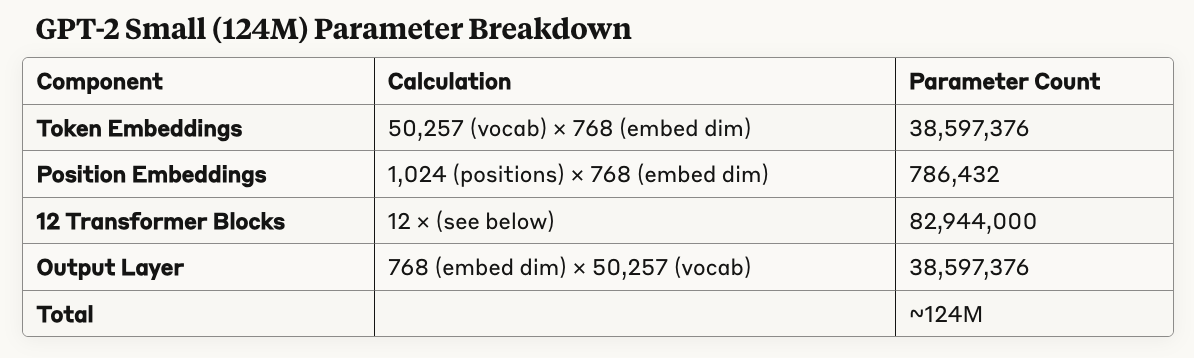 GPT-2 Small (124M) Parameter Breakdown
Component Calculation Parameter Count
Token Embeddings 50,257 (vocab) × 768 (embed dim) 38,597,376
Position Embeddings 1,024 (positions) × 768 (embed dim) 786,432
12 Transformer Blocks 12 × (see below) 82,944,000
Output Layer 768 (embed dim) × 50,257 (vocab) 38,597,376
Total ~124M